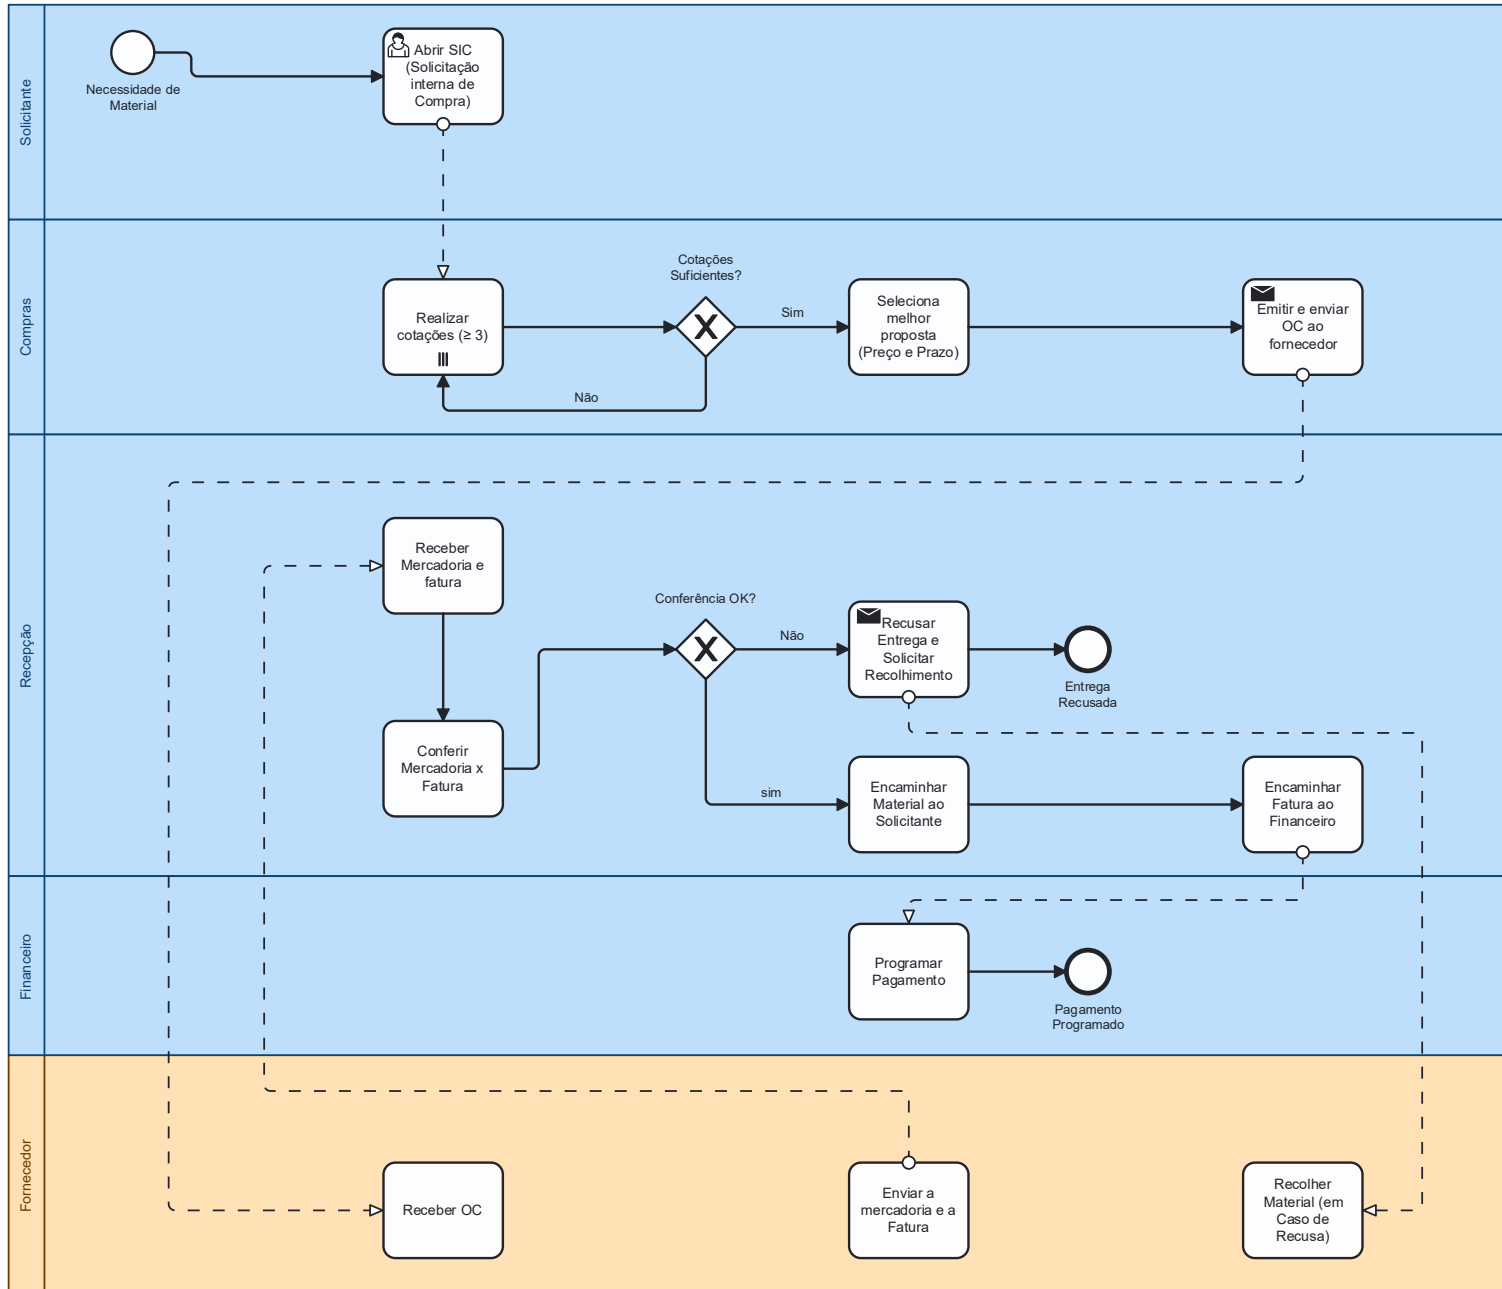 Solicitante
Necessidade de
Material
Abrir SIC
(Solicitação
interna de
Compra)
Compras
Realizar
cotações (≥ 3)
Cotações
Suficientes?
Sim
Não
Seleciona
melhor
proposta
(Preço e Prazo)
Emitir e enviar
OC ao
fornecedor
Recepção
Receber
Mercadoria e
fatura
Conferir
Mercadoria x
Fatura
Conferência OK?
Não
sim
Recusar
Entrega e
Solicitar
Recolhimento
Entrega
Recusada
Encaminhar
Material ao
Solicitante
Encaminhar
Fatura ao
Financeiro
Financeiro
Programar
Pagamento
Pagamento
Programado
Fornecedor
Receber OC
Enviar a
mercadoria e a
Fatura
Recolher
Material (em
Caso de
Recusa)